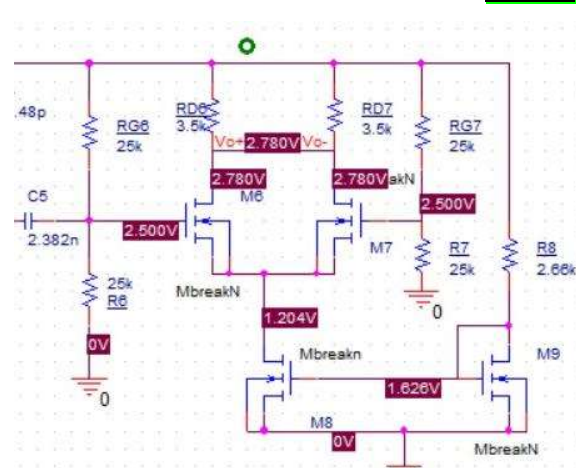 .48p
RG6
25k
RD6
3.5k
RD7
3.5k
RG7
25k
Vo+ 2.780V Vo-
2.780V
2.780V akN
C5
M6
2.500V
2.382n
2.500V
M7
R7
25k
R8
2.66k
25k
R6
MbreakN
0
1.204V
0V
Mbreakn
M9
0
1.626V
M8
0V
MbreakN